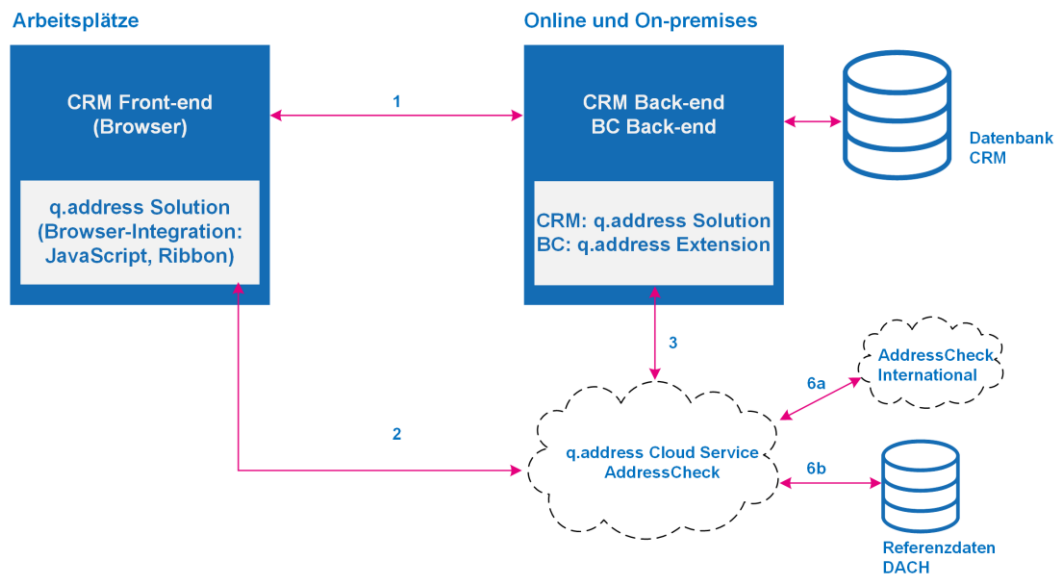 Arbeitsplätze
Online und On-premises
CRM Front-end
(Browser)
1
CRM Back-end
BC Back-end
Datenbank
CRM
q.address Solution
(Browser-Integration:
JavaScript, Ribbon)
CRM: q.address Solution
BC: q.address Extension
3
AddressCheck
International
6a
2
q.address Cloud Service
AddressCheck
6b
Referenzdaten
DACH